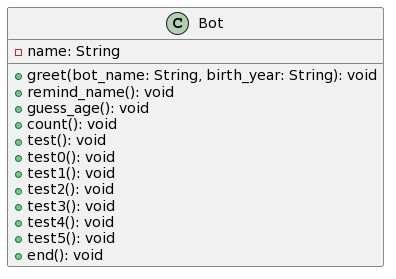 C Bot
name: String
greet(bot_name: String, birth_year: String): void
remind_name(): void
guess_age(): void
count(): void
test(): void
test0(): void
test1(): void
test2(): void
test3(): void
test4(): void
test5(): void
end(): void